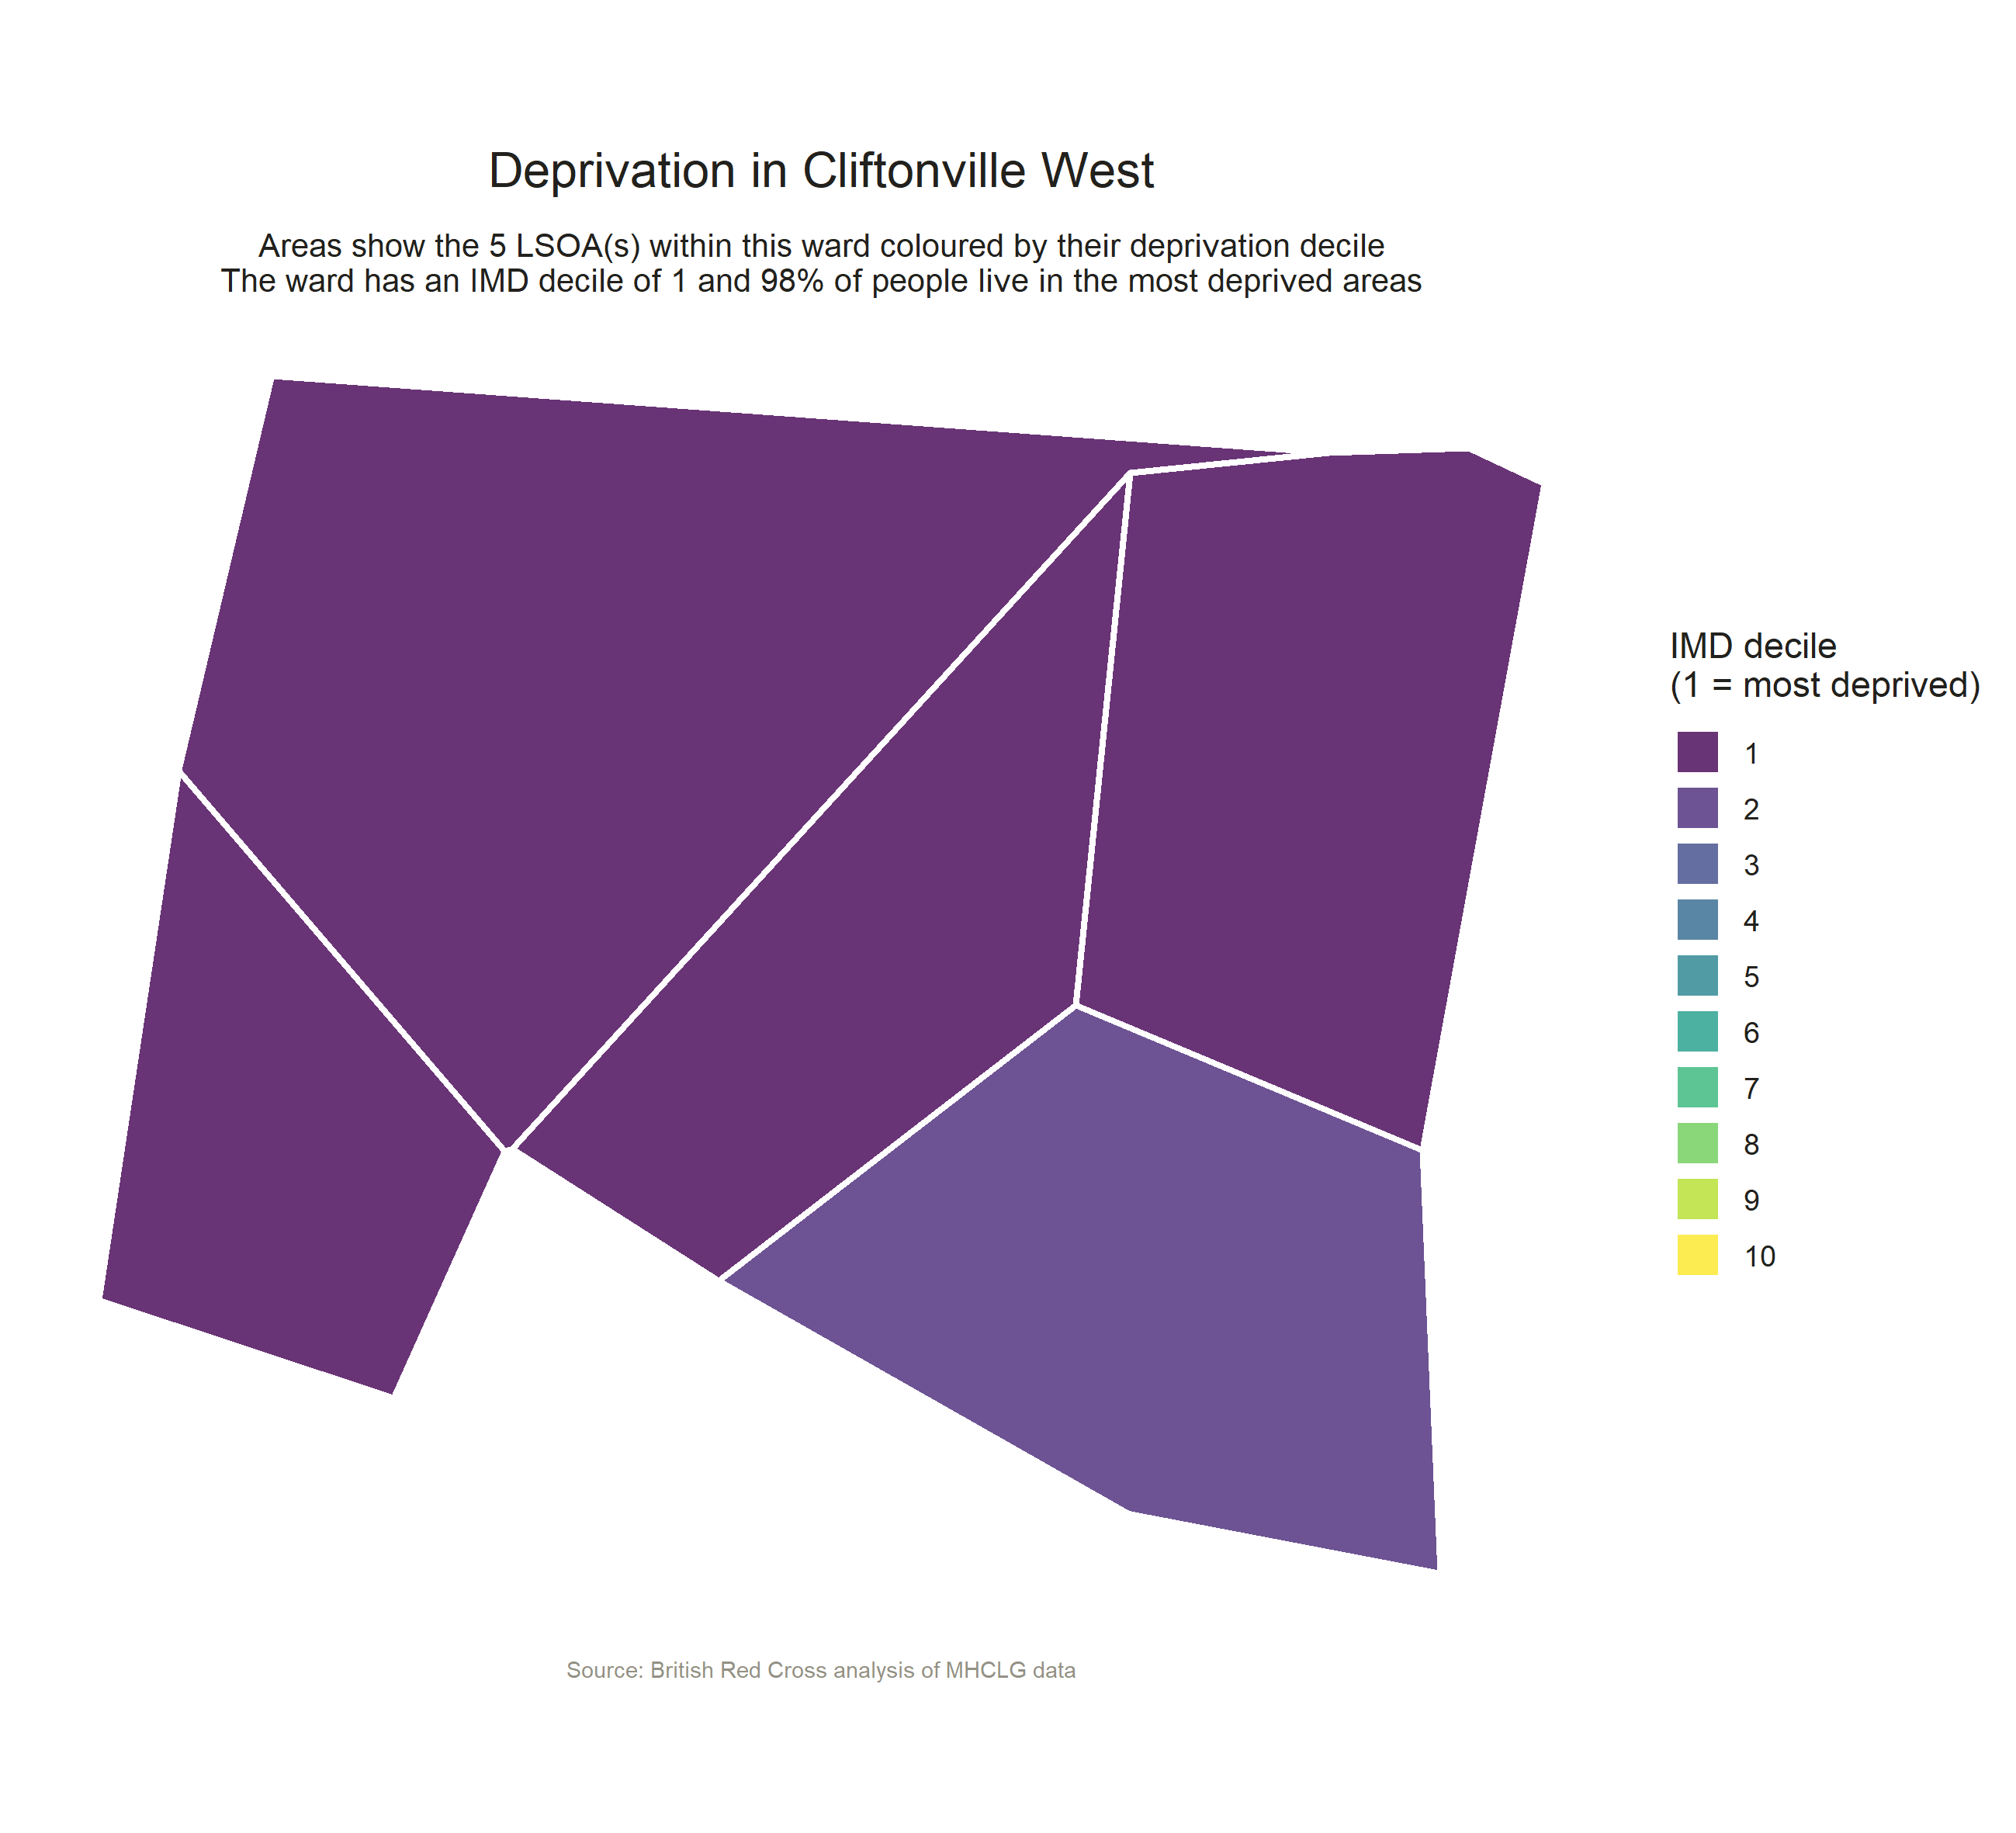 Deprivation in Cliftonville West
Areas show the 5 LSOA(s) within this ward coloured by their deprivation decile
The ward has an IMD decile of 1 and 98% of people live in the most deprived areas
IMD decile
(1 = most deprived)
1
2
3
4
5
6
7
8
9
10
Source: British Red Cross analysis of MHCLG data